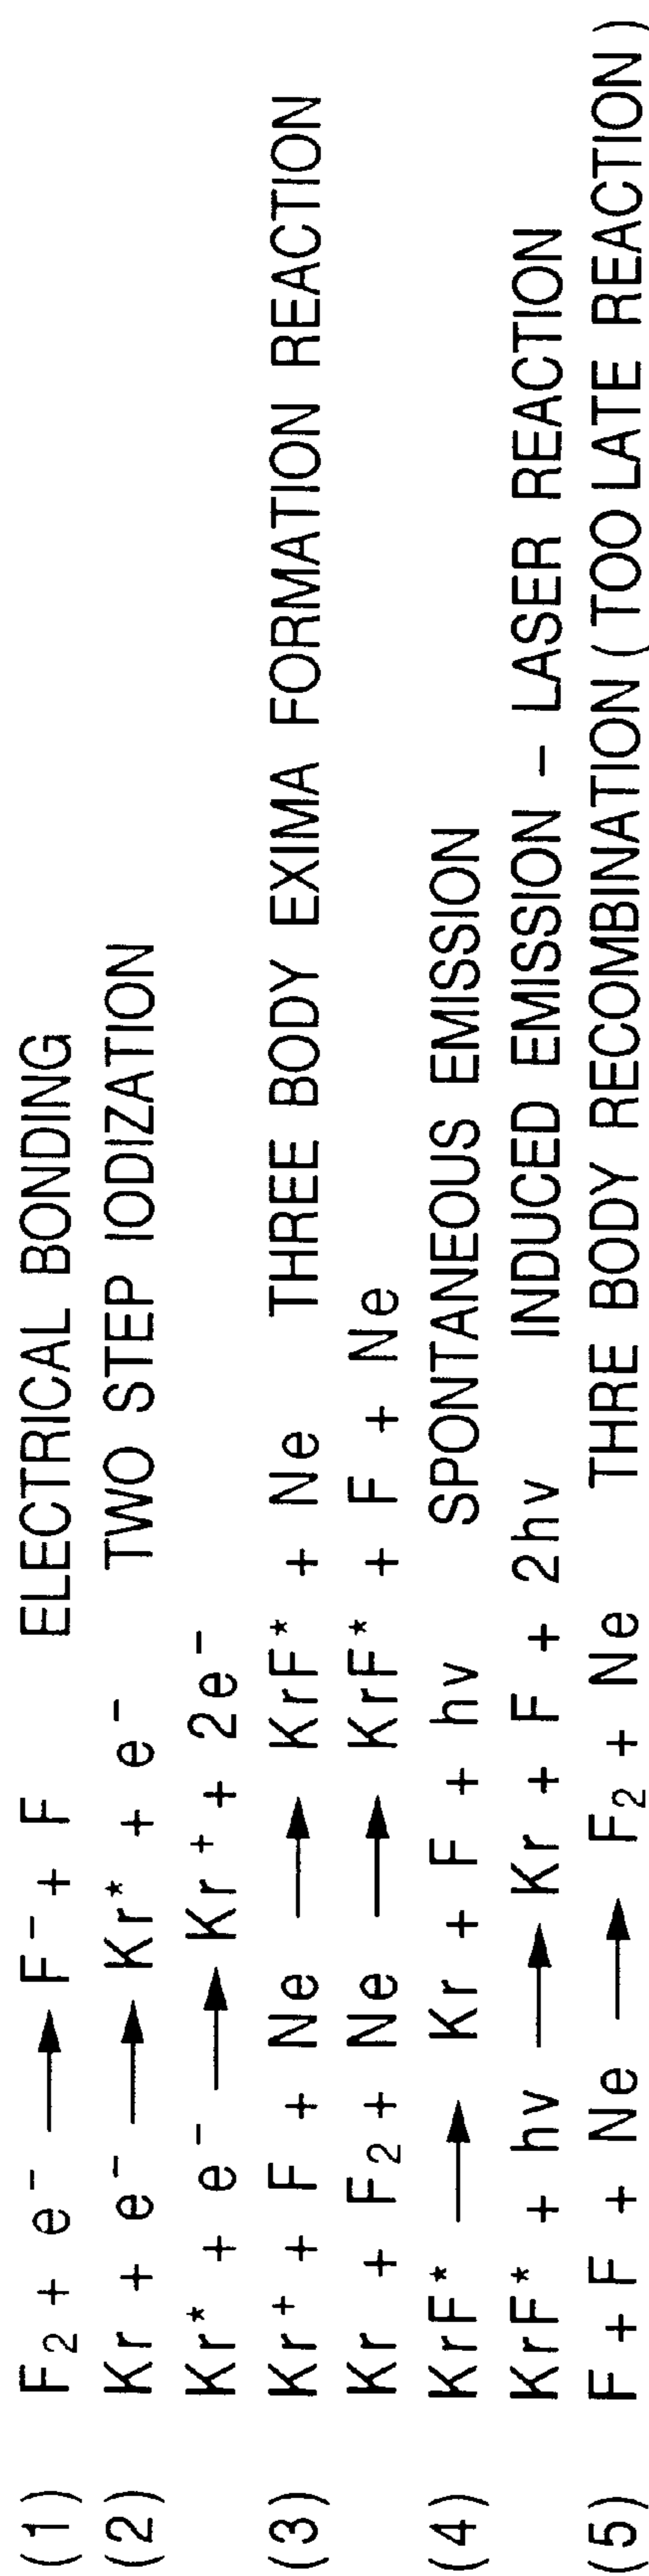 (1) F₂ + e⁻ ⟶ F⁻ + F ELECTRICAL BONDING
(2) Kr + e⁻ ⟶ Kr* + e⁻ TWO STEP IODIZATION
Kr* + e⁻ ⟶ Kr⁺ + 2e⁻
(3) Kr⁺ + F + Ne ⟶ KrF* + Ne THREE BODY EXIMA FORMATION REACTION
Kr + F₂ + Ne ⟶ KrF* + F + Ne
(4) KrF* ⟶ Kr + F + hv SPONTANEOUS EMISSION
KrF* + hv ⟶ Kr + F + 2hv INDUCED EMISSION – LASER REACTION
(5) F + F + Ne ⟶ F₂ + Ne THRE BODY RECOMBINATION ( TOO LATE REACTION )